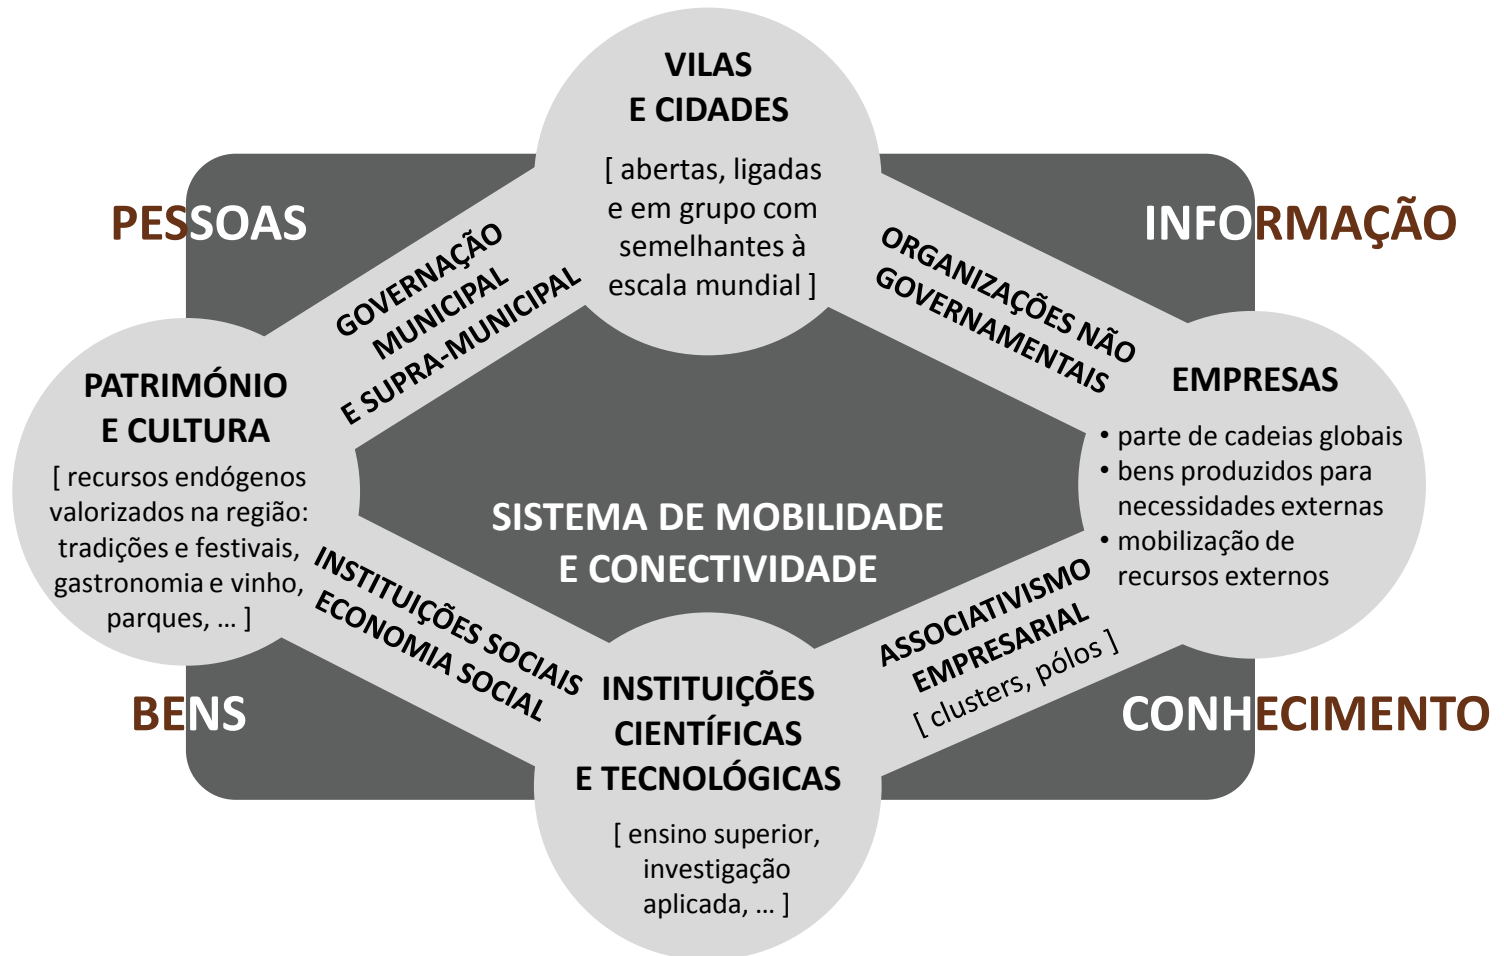 VILAS
E CIDADES
[ abertas, ligadas
e em grupo com
semelhantes à
escala mundial ]
PESSOAS
INFORMAÇÃO
GOVERNAÇÃO
MUNICIPAL
E SUPRA-MUNICIPAL
ORGANIZAÇÕES NÃO
GOVERNAMENTAIS
PATRIMÓNIO
E CULTURA
[ recursos endógenos
valorizados na região:
tradições e festivais,
gastronomia e vinho,
parques, ... ]
EMPRESAS
• parte de cadeias globais
• bens produzidos para
necessidades externas
• mobilização de
recursos externos
SISTEMA DE MOBILIDADE
E CONECTIVIDADE
INSTITUIÇÕES SOCIAIS
ECONOMIA SOCIAL
ASSOCIATIVISMO
EMPRESARIAL
[ clusters, pólos ]
BENS
CONHECIMENTO
INSTITUIÇÕES
CIENTÍFICAS
E TECNOLÓGICAS
[ ensino superior,
investigação
aplicada, ... ]